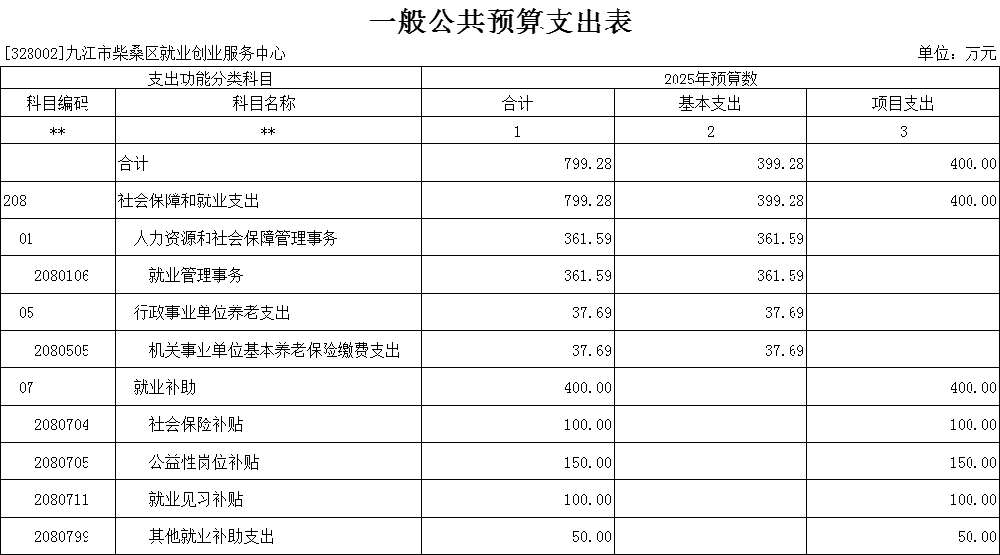 一般公共预算支出表
[328002]九江市柴桑区就业创业服务中心 单位：万元
支出功能分类科目 2025年预算数
科目编码 科目名称 合计 基本支出 项目支出
** ** 1 2 3
合计 799.28 399.28 400.00
208 社会保障和就业支出 799.28 399.28 400.00
01 人力资源和社会保障管理事务 361.59 361.59
2080106 就业管理事务 361.59 361.59
05 行政事业单位养老支出 37.69 37.69
2080505 机关事业单位基本养老保险缴费支出 37.69 37.69
07 就业补助 400.00 400.00
2080704 社会保险补贴 100.00 100.00
2080705 公益性岗位补贴 150.00 150.00
2080711 就业见习补贴 100.00 100.00
2080799 其他就业补助支出 50.00 50.00